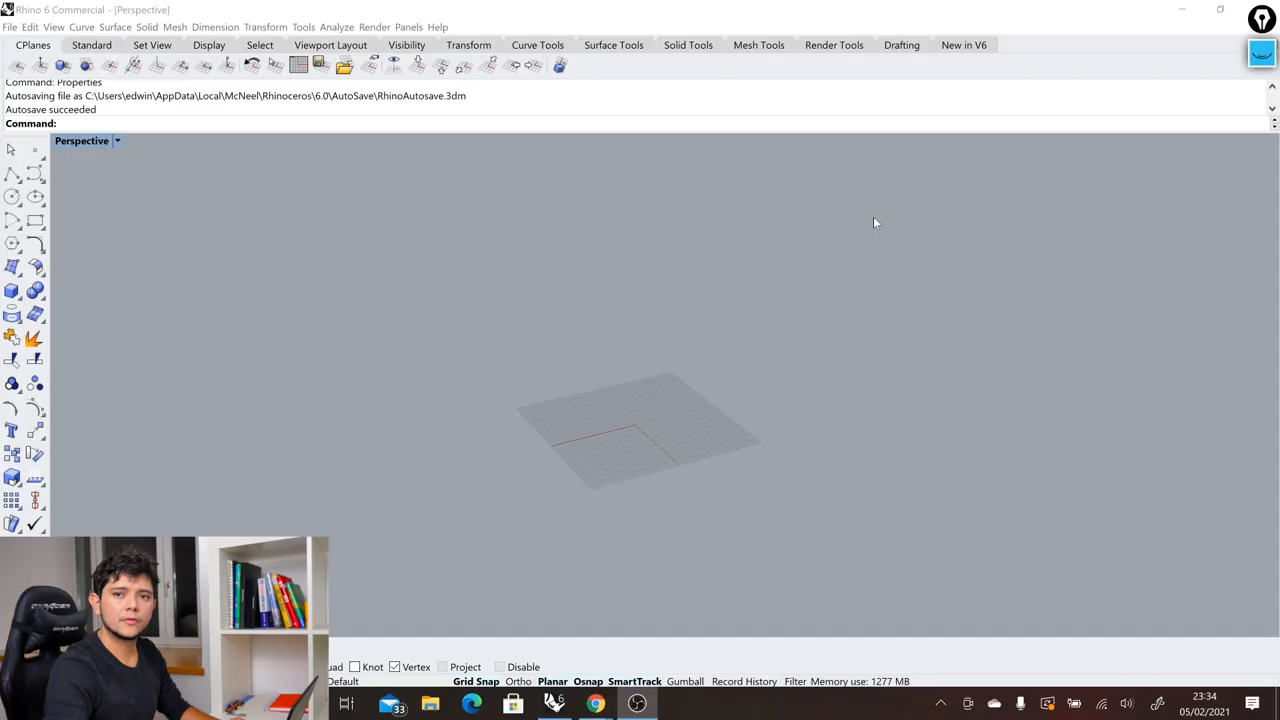 Rhino 6 Commercial - [Perspective]
File Edit View Curve Surface Solid Mesh Dimension Transform Tools Analyze Render Panels Help
CPlanes Standard Set View Display Select Viewport Layout Visibility Transform Curve Tools Surface Tools Solid Tools Mesh Tools Render Tools Drafting New in V6
Command: Properties
Autosaving file as C:\Users\edwin\AppData\Local\McNeel\Rhinoceros\6.0\AutoSave\RhinoAutosave.3dm
Autosave succeeded
Command:
Perspective
uad Knot Vertex Project Disable
Default Grid Snap Ortho Planar Osnap SmartTrack Gumball Record History Filter Memory use: 1277 MB
33
6
23:34
05/02/2021